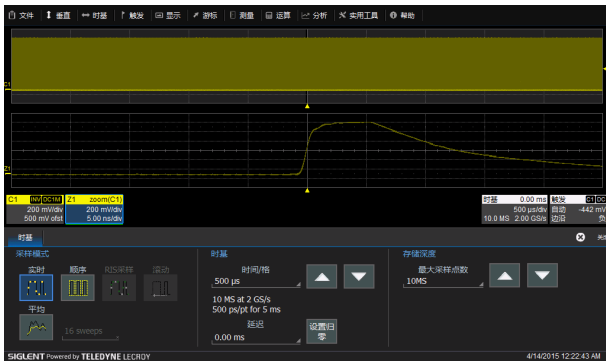 文件 垂直 时基 触发 显示 游标 测量 运算 分析 实用工具 帮助
C1
Z1
C1 INV DC1M Z1 zoom(C1)
200 mV/div 200 mV/div
500 mV ofst 5.00 ns/div
时基 0.00 ms 触发 C1 DC
500 µs/div 自动 -442 mV
10.0 MS 2.00 GS/s 边沿 负
时基
采样模式 时基 存储深度
实时 顺序 RIS采样 滚动
时间/格
500 µs
最大采样点数
10MS
10 MS at 2 GS/s
500 ps/pt for 5 ms
平均
16 sweeps
延迟
0.00 ms
设置归
零
SIGLENT Powered by TELEDYNE LECROY 4/14/2015 12:22:43 AM